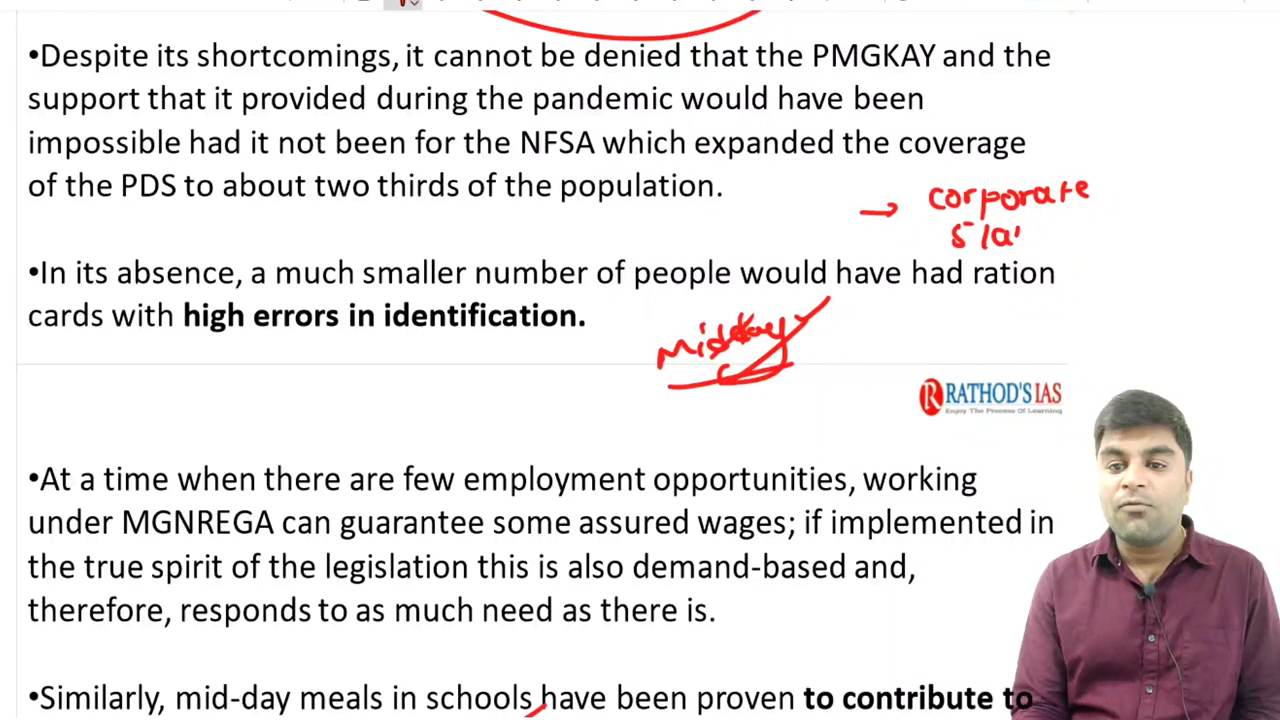 •Despite its shortcomings, it cannot be denied that the PMGKAY and the
support that it provided during the pandemic would have been
impossible had it not been for the NFSA which expanded the coverage
of the PDS to about two thirds of the population.
→ corporate
•In its absence, a much smaller number of people would have had ration
cards with high errors in identification.
Midday
RATHOD'S IAS
Enjoy The Process Of Learning
•At a time when there are few employment opportunities, working
under MGNREGA can guarantee some assured wages; if implemented in
the true spirit of the legislation this is also demand-based and,
therefore, responds to as much need as there is.
•Similarly, mid-day meals in schools have been proven to contribute to